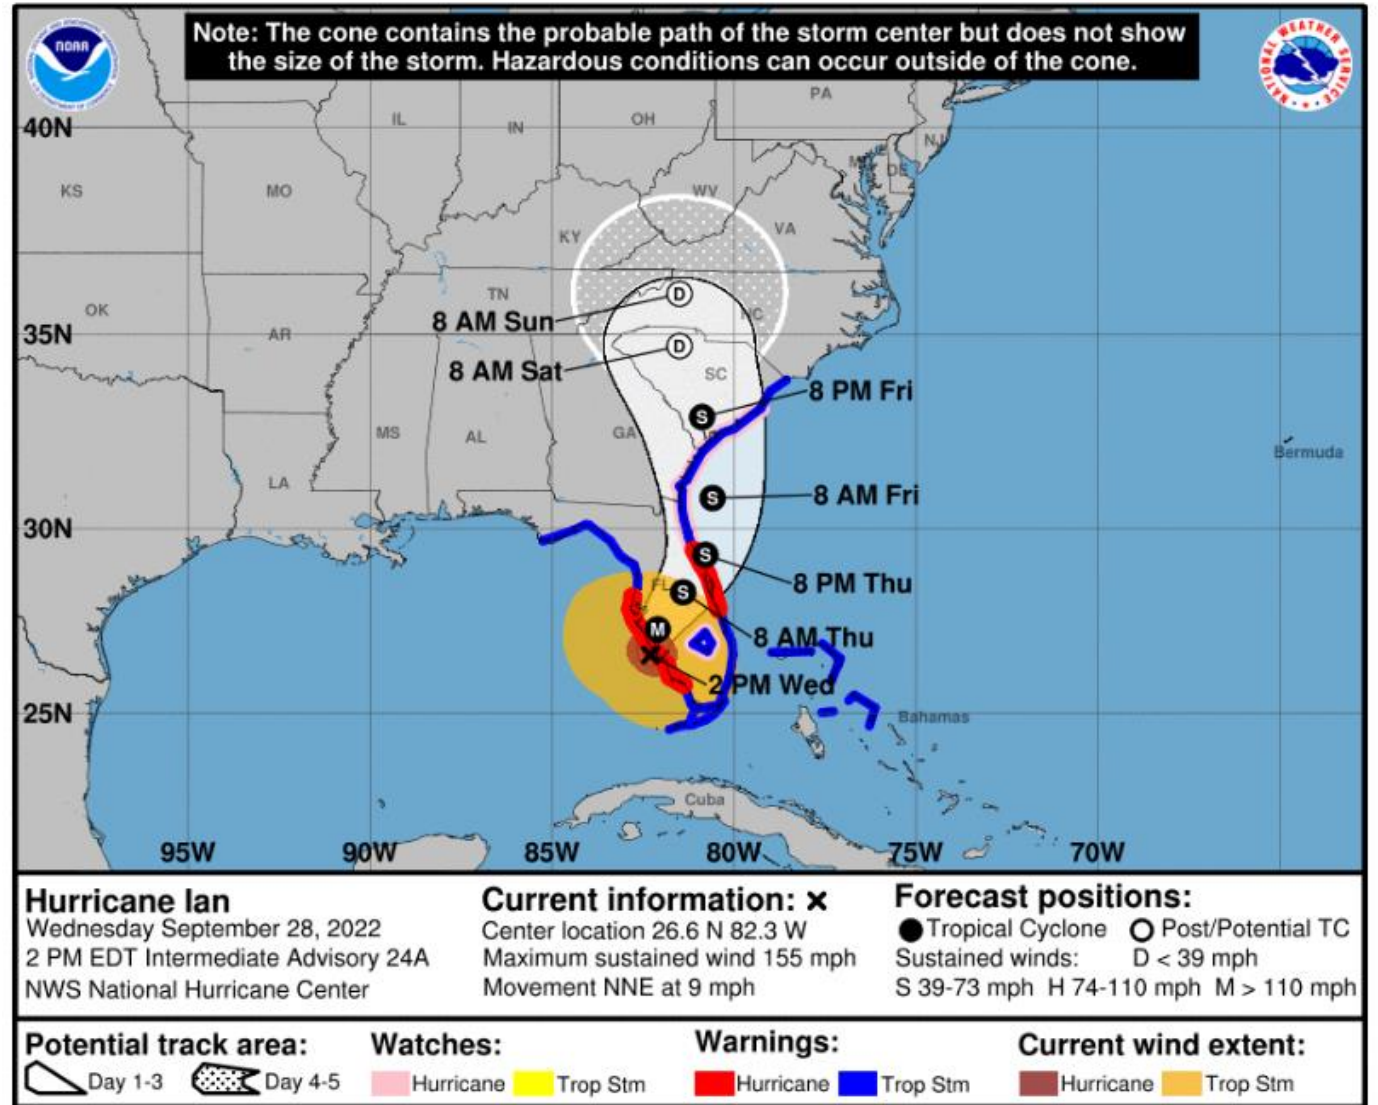 Note: The cone contains the probable path of the storm center but does not show
the size of the storm. Hazardous conditions can occur outside of the cone.
NOAA
NATIONAL WEATHER SERVICE
PA
40N
IL
IN
OH
NJ
DE
KS
MO
WV
VA
KY
TN
OK
AR
NC
8 AM Sun
35N
8 AM Sat
SC
8 PM Fri
MS
AL
GA
Bermuda
LA
8 AM Fri
30N
FL
8 PM Thu
8 AM Thu
2 PM Wed
25N
Bahamas
Cuba
D
D
S
S
S
S
M
95W 90W 85W 80W 75W 70W
Hurricane Ian
Wednesday September 28, 2022
2 PM EDT Intermediate Advisory 24A
NWS National Hurricane Center
Current information: ×
Center location 26.6 N 82.3 W
Maximum sustained wind 155 mph
Movement NNE at 9 mph
Forecast positions:
Tropical Cyclone Post/Potential TC
Sustained winds: D < 39 mph
S 39-73 mph H 74-110 mph M > 110 mph
Potential track area:
Day 1-3 Day 4-5
Watches:
Hurricane Trop Stm
Warnings:
Hurricane Trop Stm
Current wind extent:
Hurricane Trop Stm